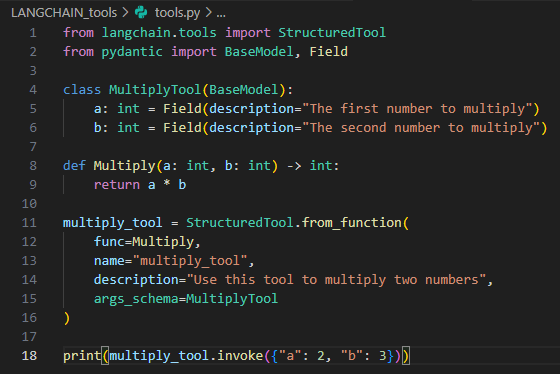 LANGCHAIN_tools > tools.py > ...
1 from langchain.tools import StructuredTool
2 from pydantic import BaseModel, Field
3
4 class MultiplyTool(BaseModel):
5     a: int = Field(description="The first number to multiply")
6     b: int = Field(description="The second number to multiply")
7
8 def Multiply(a: int, b: int) -> int:
9     return a * b
10
11 multiply_tool = StructuredTool.from_function(
12     func=Multiply,
13     name="multiply_tool",
14     description="Use this tool to multiply two numbers",
15     args_schema=MultiplyTool
16 )
17
18 print(multiply_tool.invoke({"a": 2, "b": 3}))